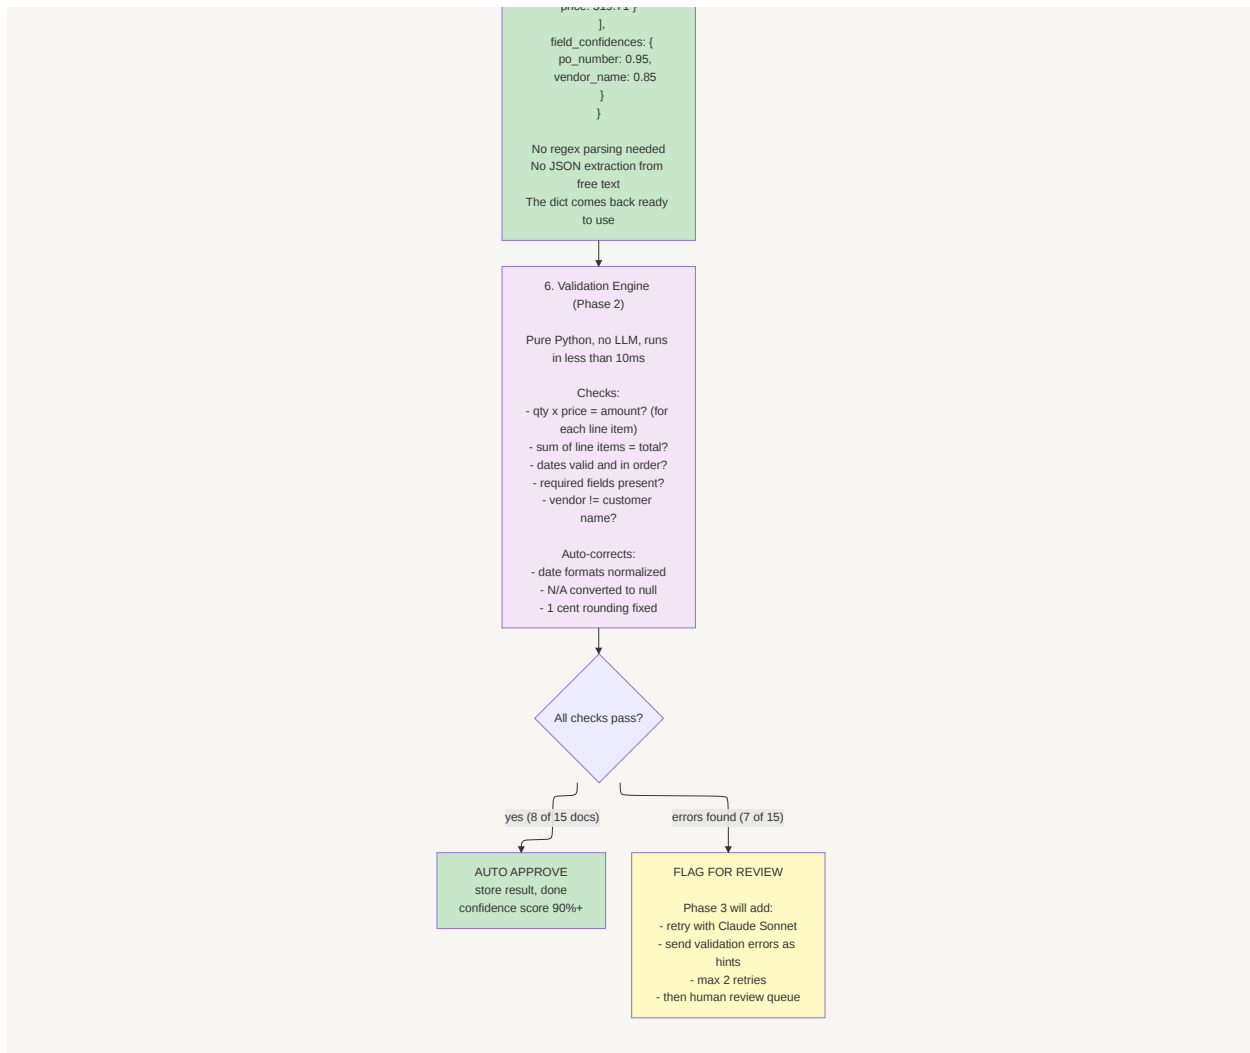 price: 319.71 }
],
field_confidences: {
po_number: 0.95,
vendor_name: 0.85
}
}
No regex parsing needed
No JSON extraction from
free text
The dict comes back ready
to use
6. Validation Engine
(Phase 2)
Pure Python, no LLM, runs
in less than 10ms
Checks:
- qty x price = amount? (for
each line item)
- sum of line items = total?
- dates valid and in order?
- required fields present?
- vendor != customer
name?
Auto-corrects:
- date formats normalized
- N/A converted to null
- 1 cent rounding fixed
All checks pass?
yes (8 of 15 docs)
errors found (7 of 15)
AUTO APPROVE
store result, done
confidence score 90%+
FLAG FOR REVIEW
Phase 3 will add:
- retry with Claude Sonnet
- send validation errors as
hints
- max 2 retries
- then human review queue